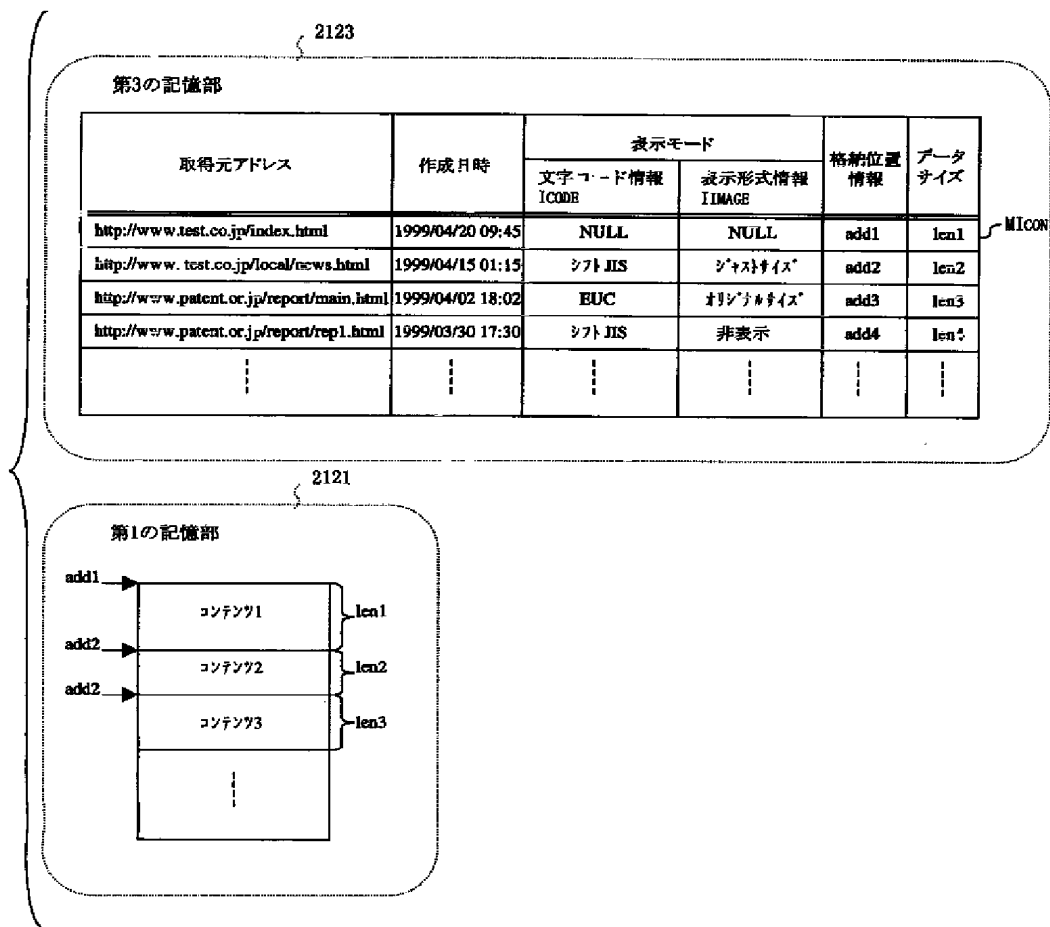 2123
第3の記憶部
取得元アドレス 作成日時 表示モード 格納位置情報 データサイズ
文字コード情報 ICODE 表示形式情報 IIMAGE
http://www.test.co.jp/index.html 1999/04/20 09:45 NULL NULL add1 len1
MIcon
http://www.test.co.jp/local/news.html 1999/04/15 01:15 シフトJIS ジャストサイズ add2 len2
http://www.patent.or.jp/report/main.html 1999/04/02 18:02 EUC オリジナルサイズ add3 len3
http://www.patent.or.jp/report/rep1.html 1999/03/30 17:30 シフトJIS 非表示 add4
2121
第1の記憶部
add1
コンテンツ1 len1
add2
コンテンツ2 len2
add2
コンテンツ3 len3